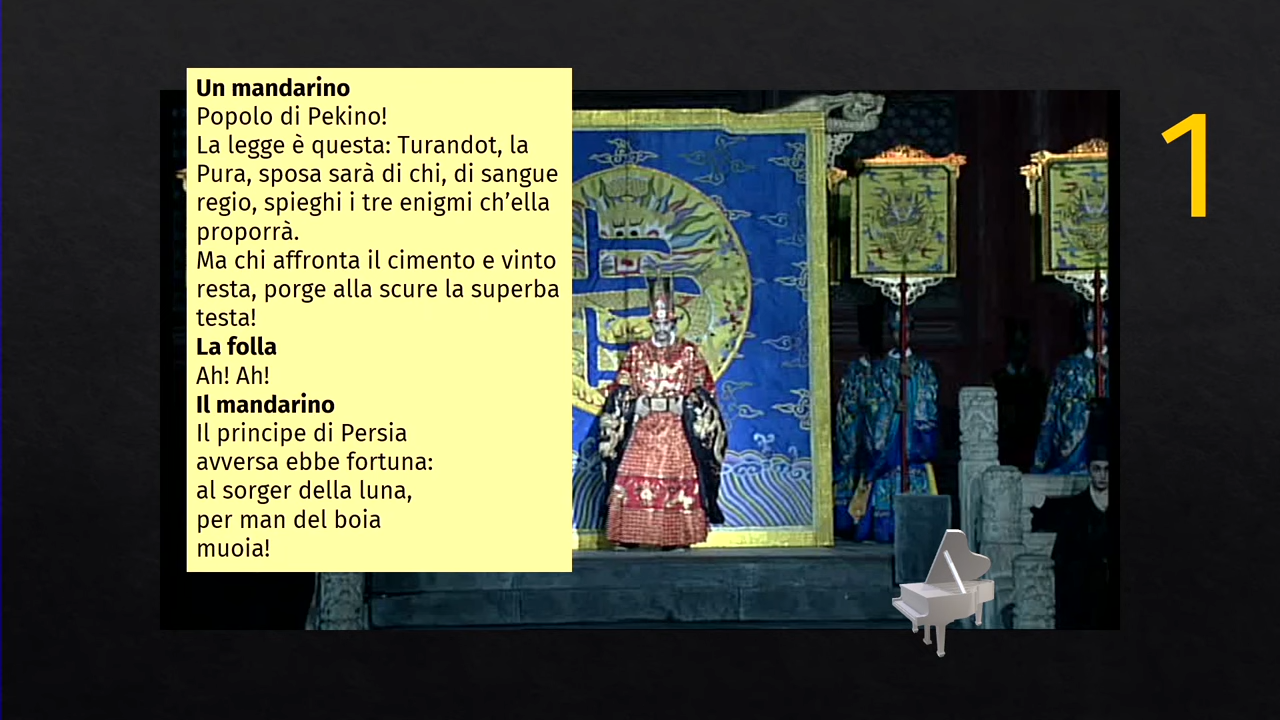 Un mandarino
Popolo di Pekino!
La legge è questa: Turandot, la
Pura, sposa sarà di chi, di sangue
regio, spieghi i tre enigmi ch’ella
proporrà.
Ma chi affronta il cimento e vinto
resta, porge alla scure la superba
testa!
La folla
Ah! Ah!
Il mandarino
Il principe di Persia
avversa ebbe fortuna:
al sorger della luna,
per man del boia
muoia!
1